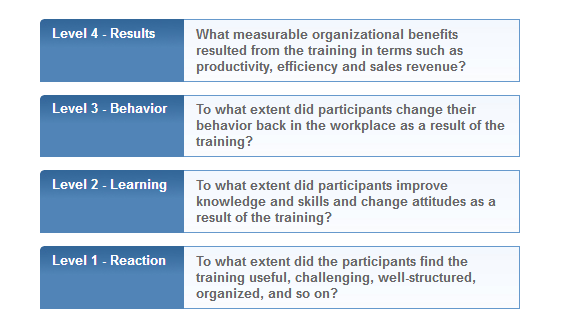 Level 4 - Results
What measurable organizational benefits
resulted from the training in terms such as
productivity, efficiency and sales revenue?
Level 3 - Behavior
To what extent did participants change their
behavior back in the workplace as a result of the
training?
Level 2 - Learning
To what extent did participants improve
knowledge and skills and change attitudes as a
result of the training?
Level 1 - Reaction
To what extent did the participants find the
training useful, challenging, well-structured,
organized, and so on?